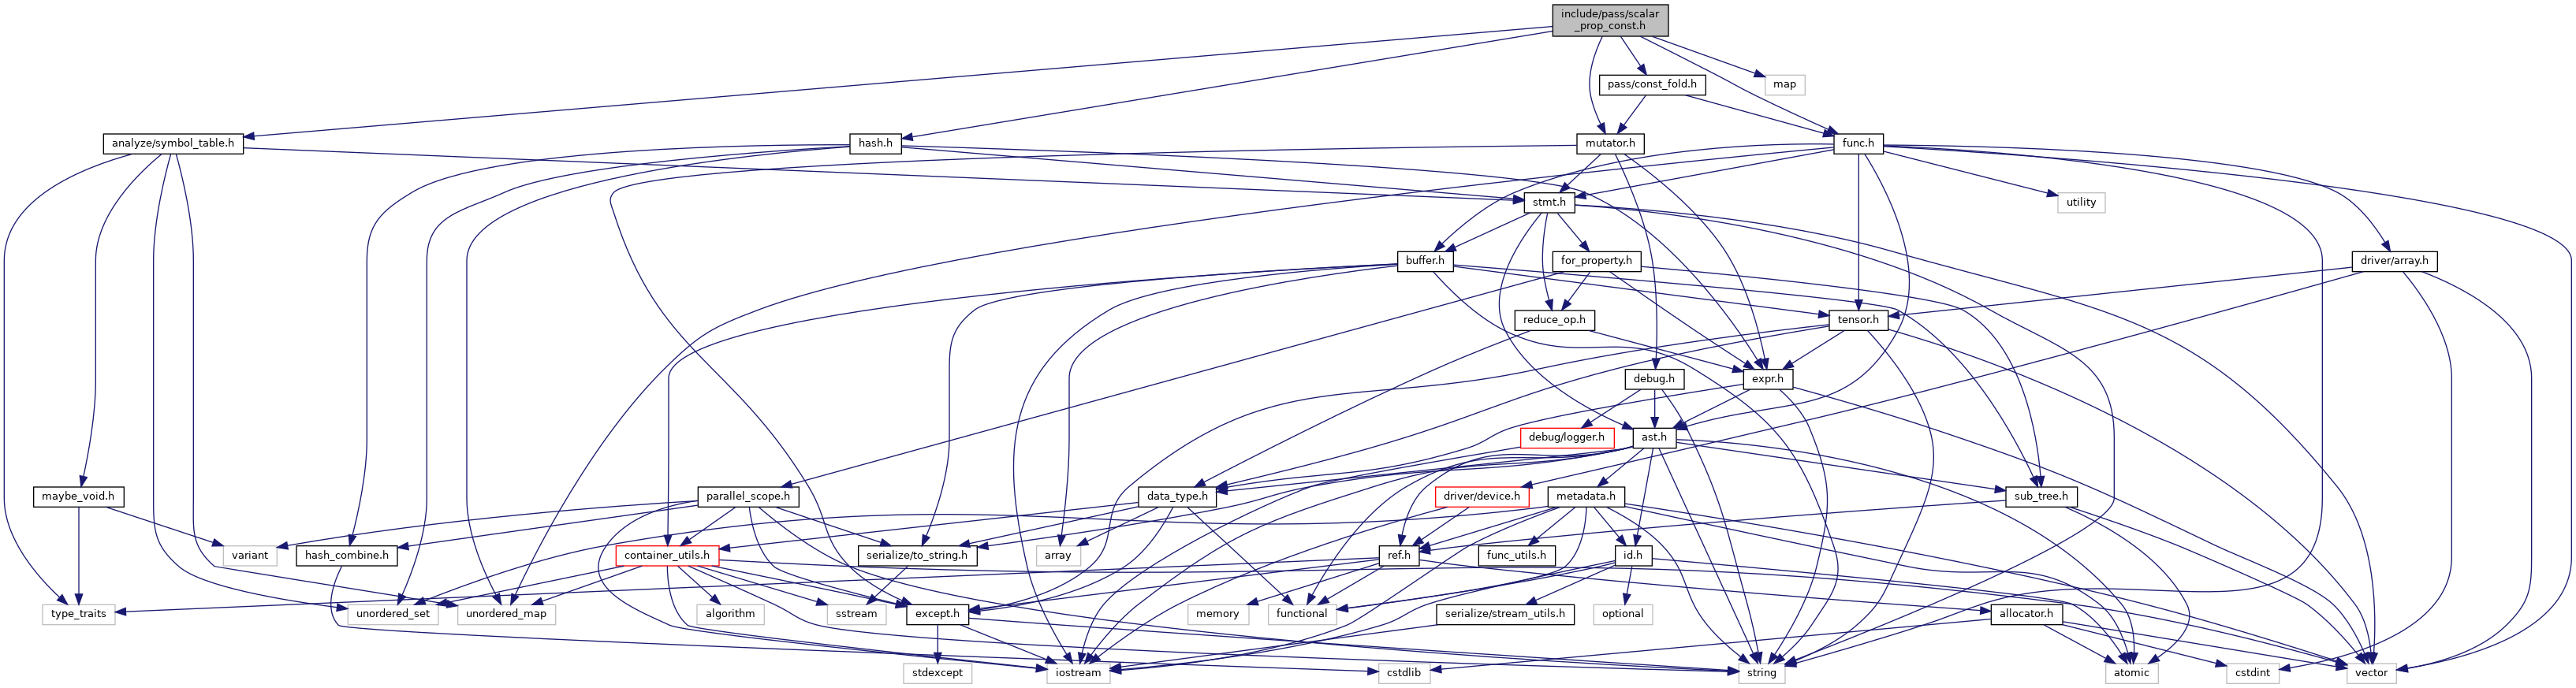 include/pass/scalar
_prop_const.h
pass/const_fold.h
map
analyze/symbol_table.h
hash.h
mutator.h
func.h
stmt.h
utility
buffer.h
for_property.h
driver/array.h
reduce_op.h
tensor.h
debug.h
expr.h
debug/logger.h
ast.h
maybe_void.h
parallel_scope.h
data_type.h
driver/device.h
metadata.h
sub_tree.h
variant
hash_combine.h
container_utils.h
serialize/to_string.h
array
ref.h
func_utils.h
id.h
type_traits
unordered_set
unordered_map
algorithm
sstream
except.h
memory
functional
serialize/stream_utils.h
optional
allocator.h
stdexcept
iostream
cstdlib
string
atomic
cstdint
vector